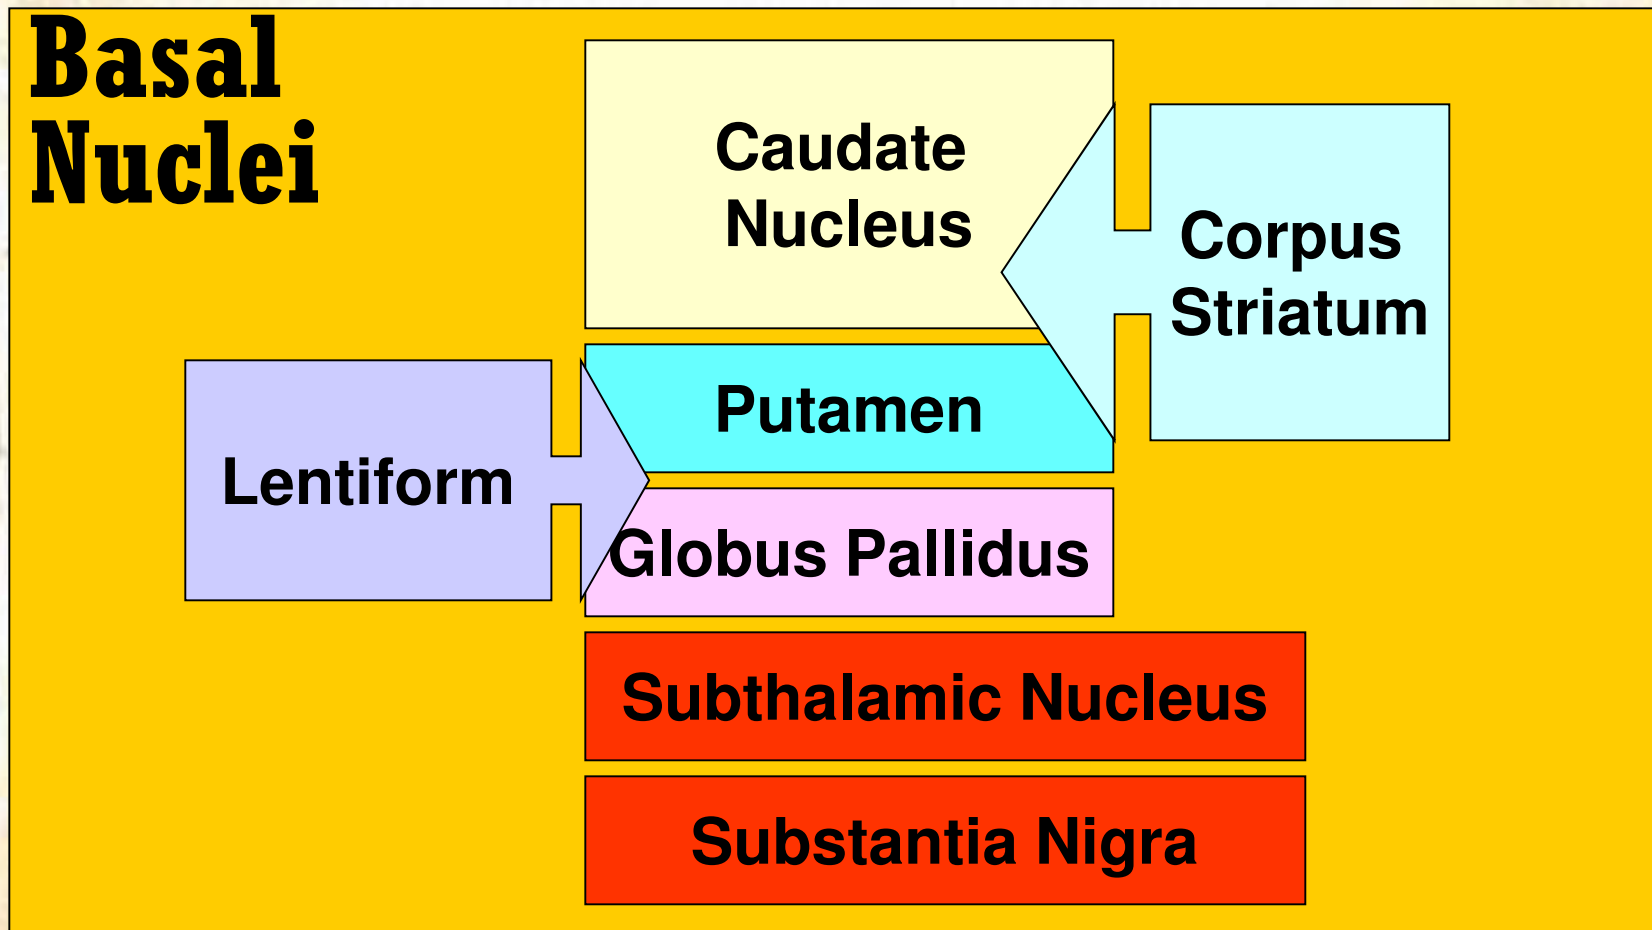 Basal
Nuclei
Caudate
Nucleus
Corpus
Striatum
Putamen
Lentiform
Globus Pallidus
Subthalamic Nucleus
Substantia Nigra